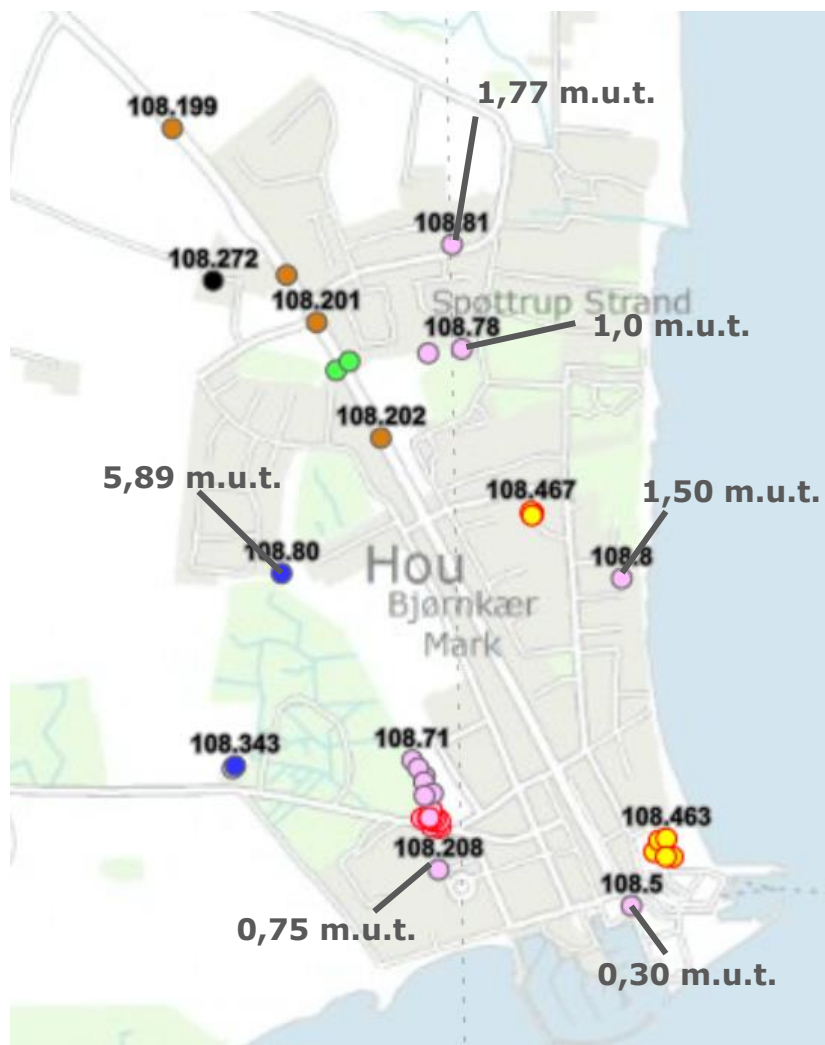 1,77 m.u.t.
108.199
108.81
108.272
Spøttrup Strand
108.201
108.78
1,0 m.u.t.
108.202
5,89 m.u.t.
108.467
1,50 m.u.t.
108.80
108.8
Hou
Bjørnkær
Mark
108.71
108.343
108.463
108.208
108.5
0,75 m.u.t.
0,30 m.u.t.